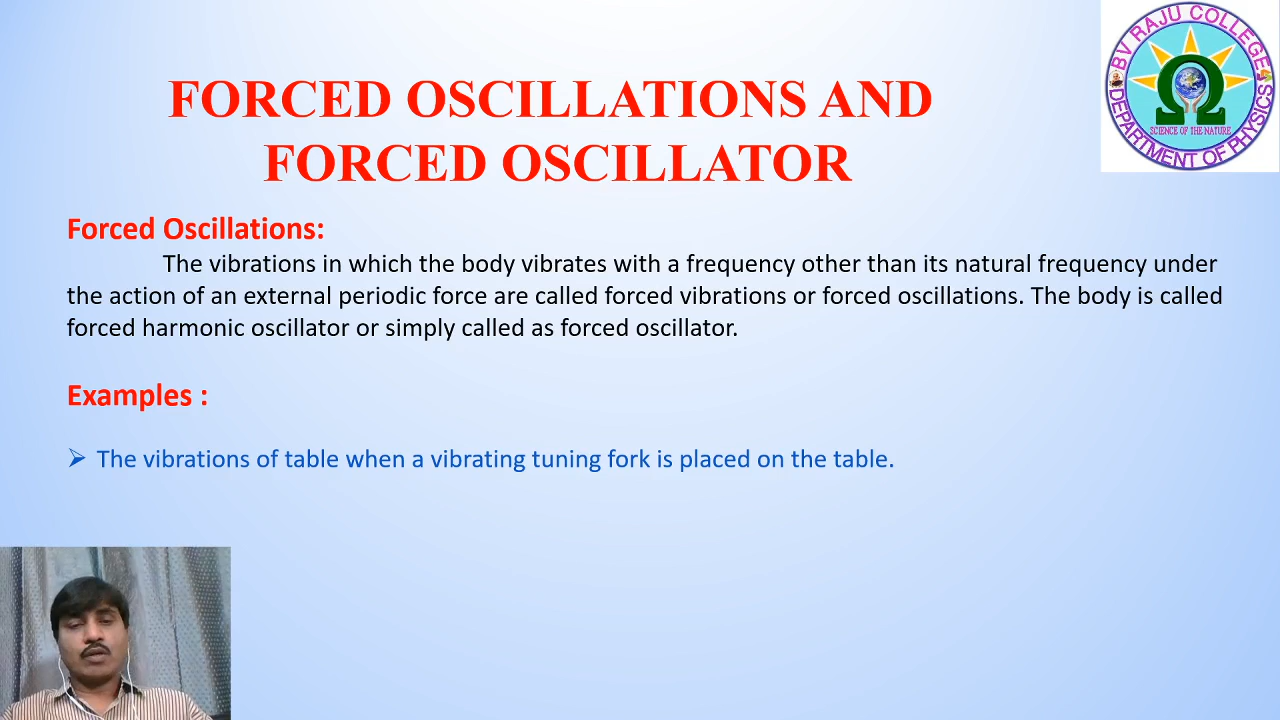 FORCED OSCILLATIONS AND
FORCED OSCILLATOR
BV RAJU COLLEGE
DEPARTMENT OF PHYSICS
SCIENCE OF THE NATURE
Forced Oscillations:
The vibrations in which the body vibrates with a frequency other than its natural frequency under
the action of an external periodic force are called forced vibrations or forced oscillations. The body is called
forced harmonic oscillator or simply called as forced oscillator.
Examples :
➢ The vibrations of table when a vibrating tuning fork is placed on the table.